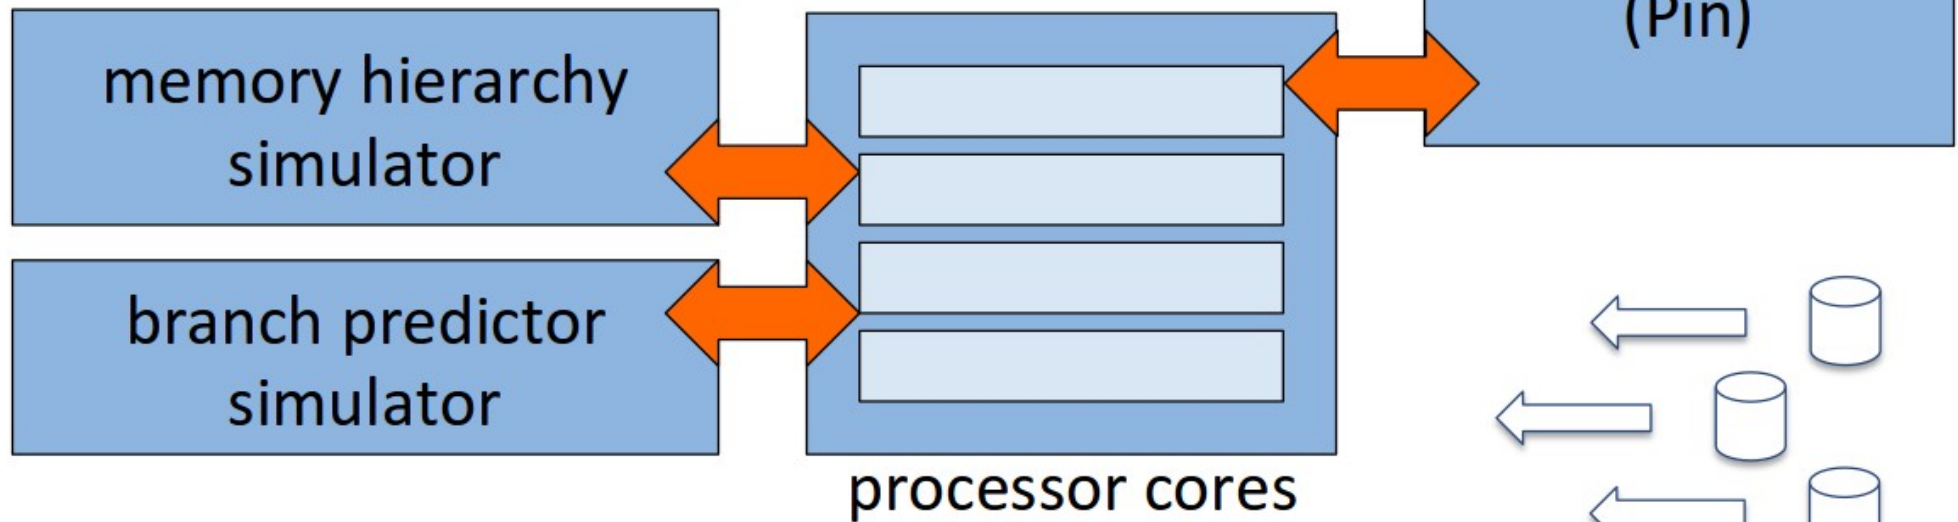 memory hierarchy
simulator
(Pin)
branch predictor
simulator
processor cores